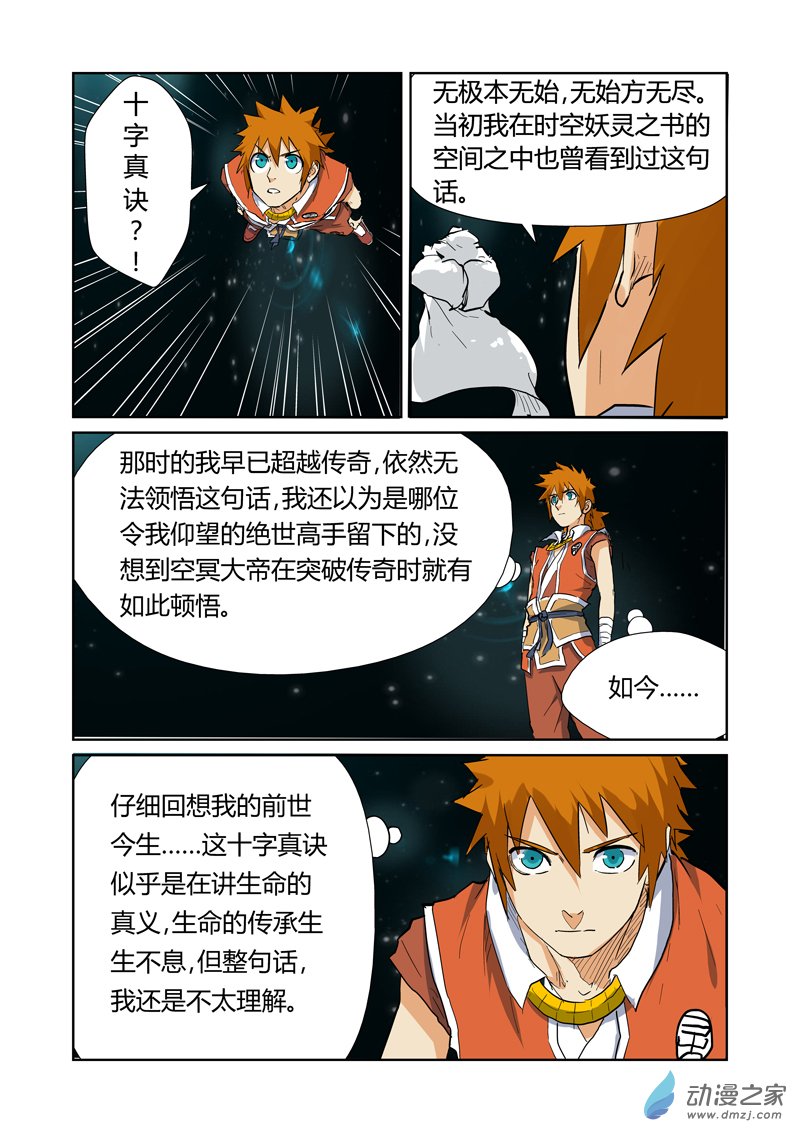 十字真诀?!
无极本无始,无始方无尽。
当初我在时空妖灵之书的
空间之中也曾看到过这句
话。
那时的我早已超越传奇,依然无
法领悟这句话,我还以为是哪位
令我仰望的绝世高手留下的,没
想到空冥大帝在突破传奇时就有
如此顿悟。
如今......
仔细回想我的前世
今生......这十字真诀
似乎是在讲生命的
真义,生命的传承生
生不息,但整句话,
我还是不太理解。
动漫之家
www.dmzj.com